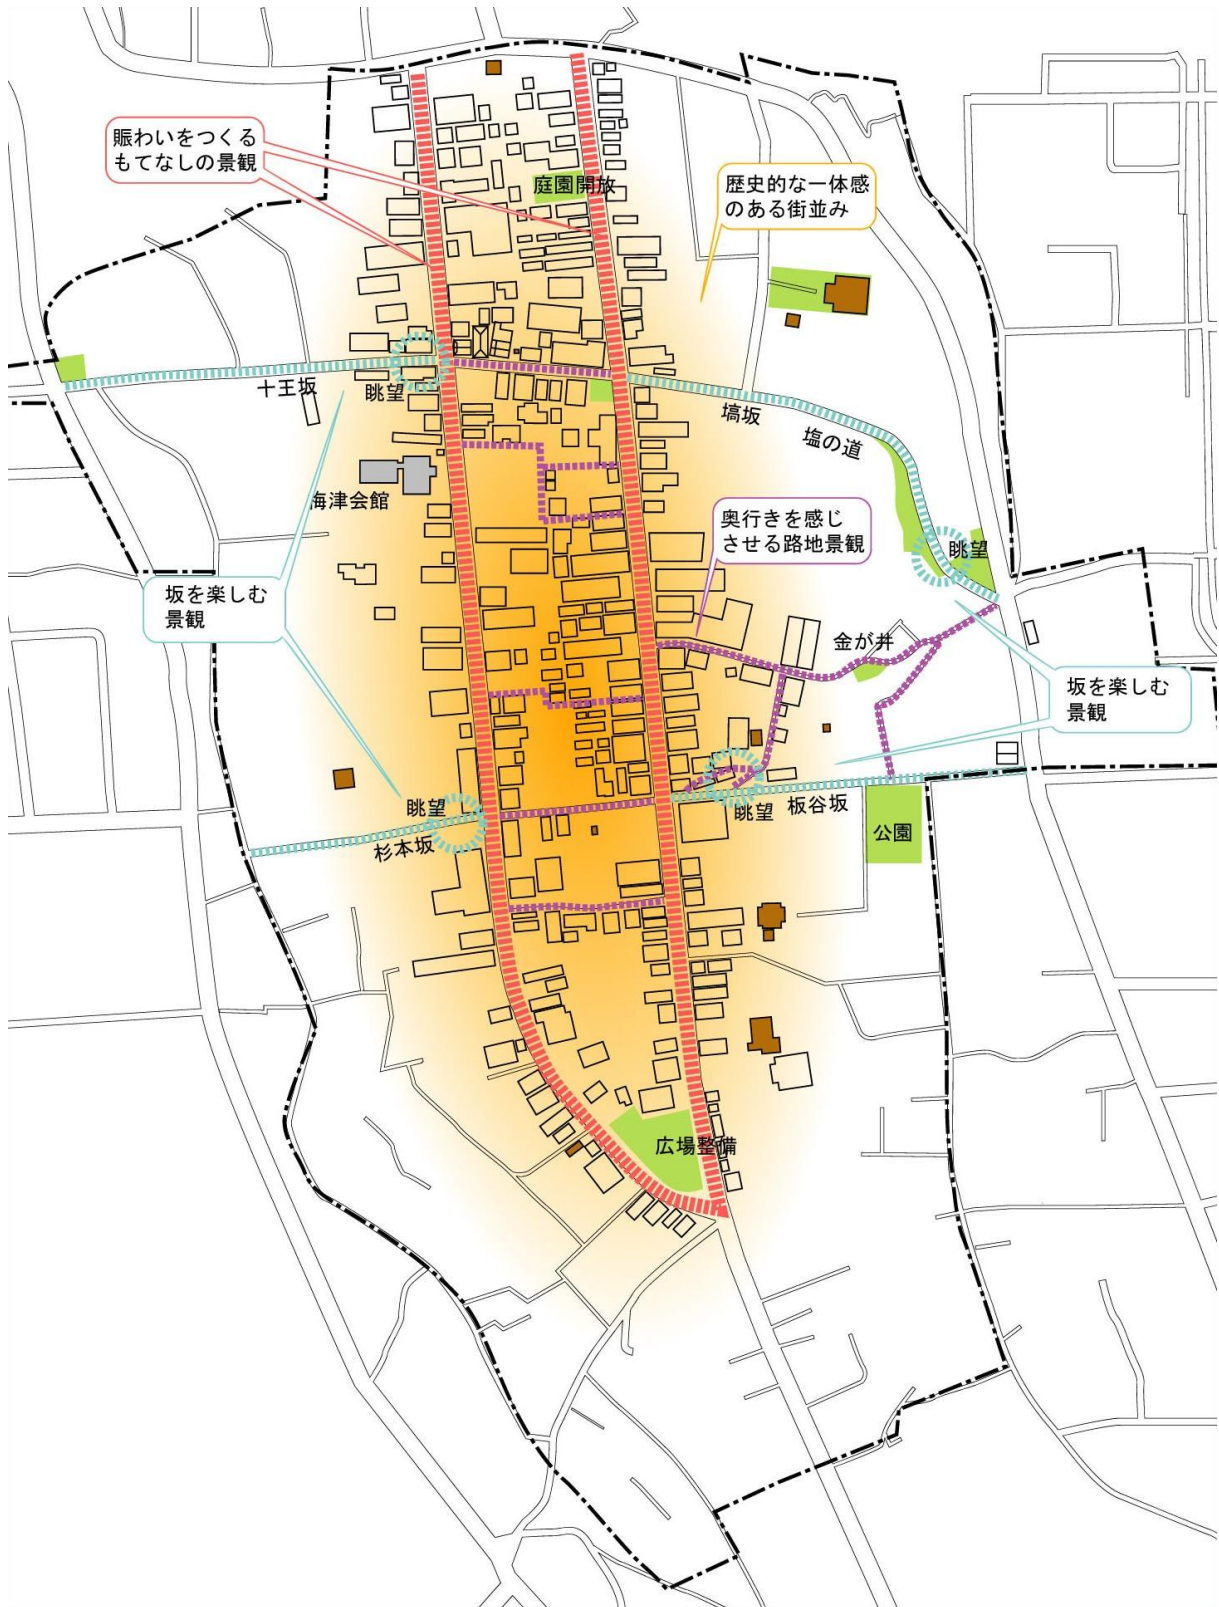 賑わいをつくる
もてなしの景観
庭園開放
歴史的な一体感
のある街並み
十王坂
眺望
塙坂
塩の道
梅津会館
奥行きを感じ
させる路地景観
眺望
坂を楽しむ
景観
金が井
坂を楽しむ
景観
眺望
杉本坂
眺望
板谷坂
公園
広場整備